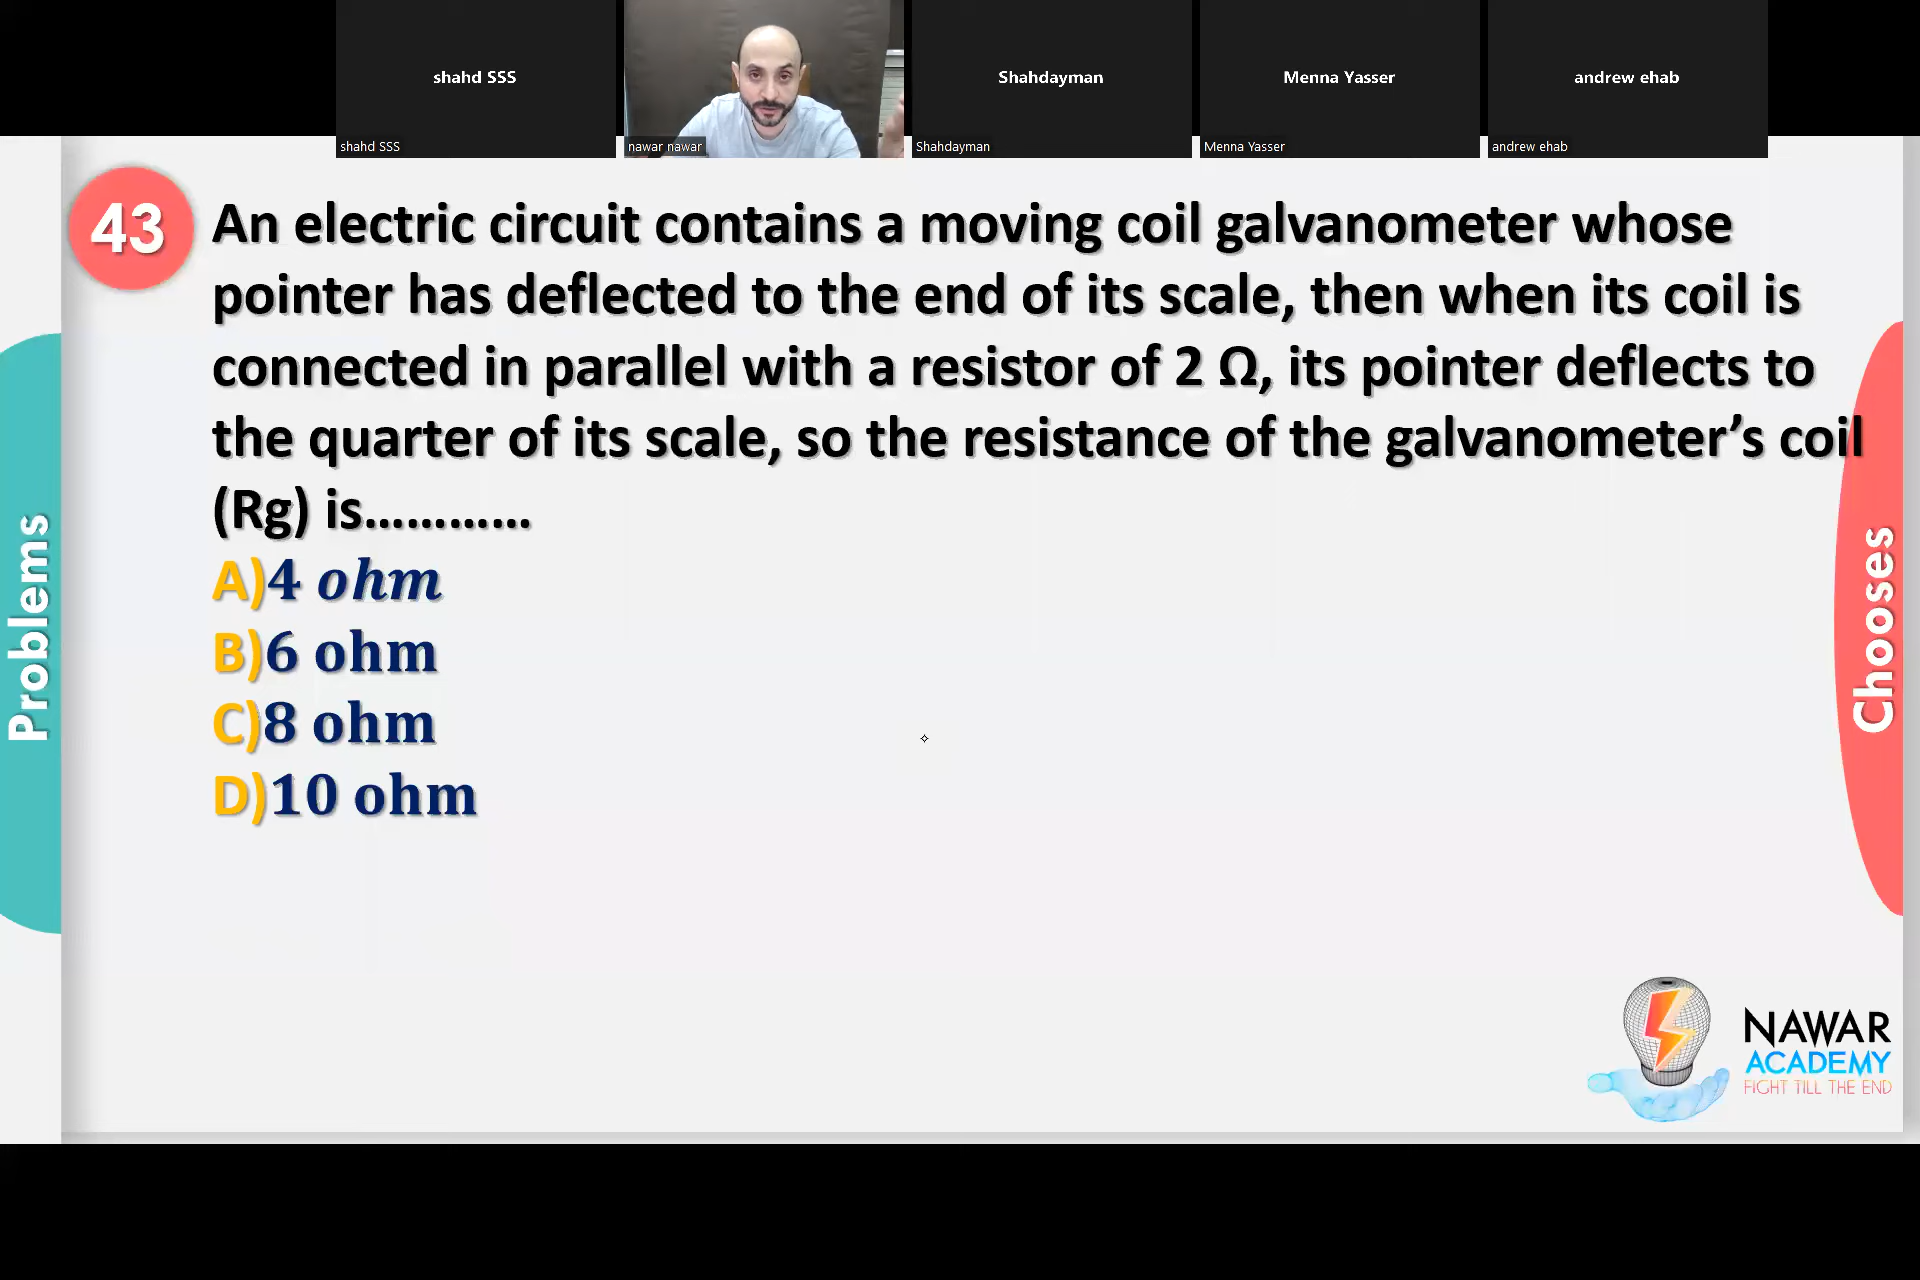 shahd SSS
Shahdayman
Menna Yasser
andrew ehab
shahd SSS
nawar nawar
Shahdayman
Menna Yasser
andrew ehab
43
An electric circuit contains a moving coil galvanometer whose
pointer has deflected to the end of its scale, then when its coil is
connected in parallel with a resistor of 2 Ω, its pointer deflects to
the quarter of its scale, so the resistance of the galvanometer’s coil
(Rg) is…………
A)4 ohm
B)6 ohm
C)8 ohm
D)10 ohm
Problems
Chooses
NAWAR
ACADEMY
FIGHT TILL THE END